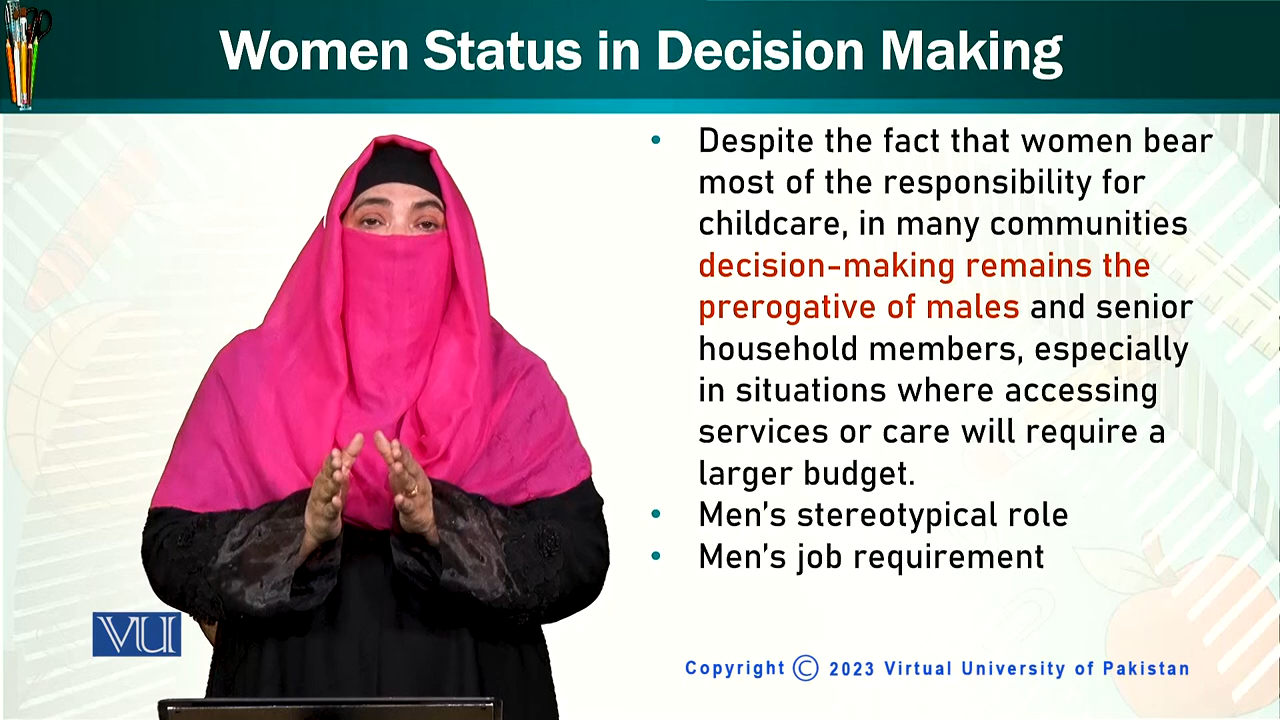 Women Status in Decision Making
• Despite the fact that women bear
most of the responsibility for
childcare, in many communities
decision-making remains the
prerogative of males and senior
household members, especially
in situations where accessing
services or care will require a
larger budget.
• Men's stereotypical role
• Men's job requirement
VU
Copyright © 2023 Virtual University of Pakistan